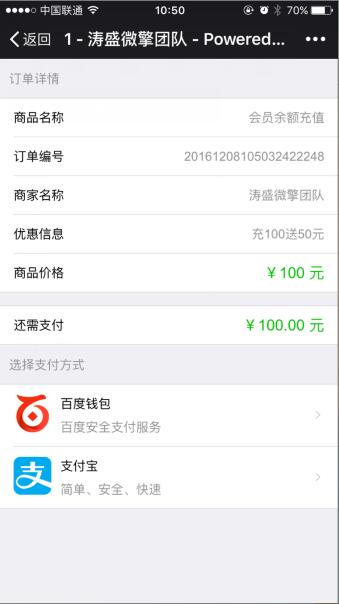 中国联通 10:50 70%
返回 1 - 涛盛微擎团队 - Powered... •••
订单详情
商品名称 会员余额充值
订单编号 20161208105032422248
商家名称 涛盛微擎团队
优惠信息 充100送50元
商品价格 ¥100 元
还需支付 ¥100.00 元
选择支付方式
百度钱包
百度安全支付服务
支 支付宝
简单、安全、快速